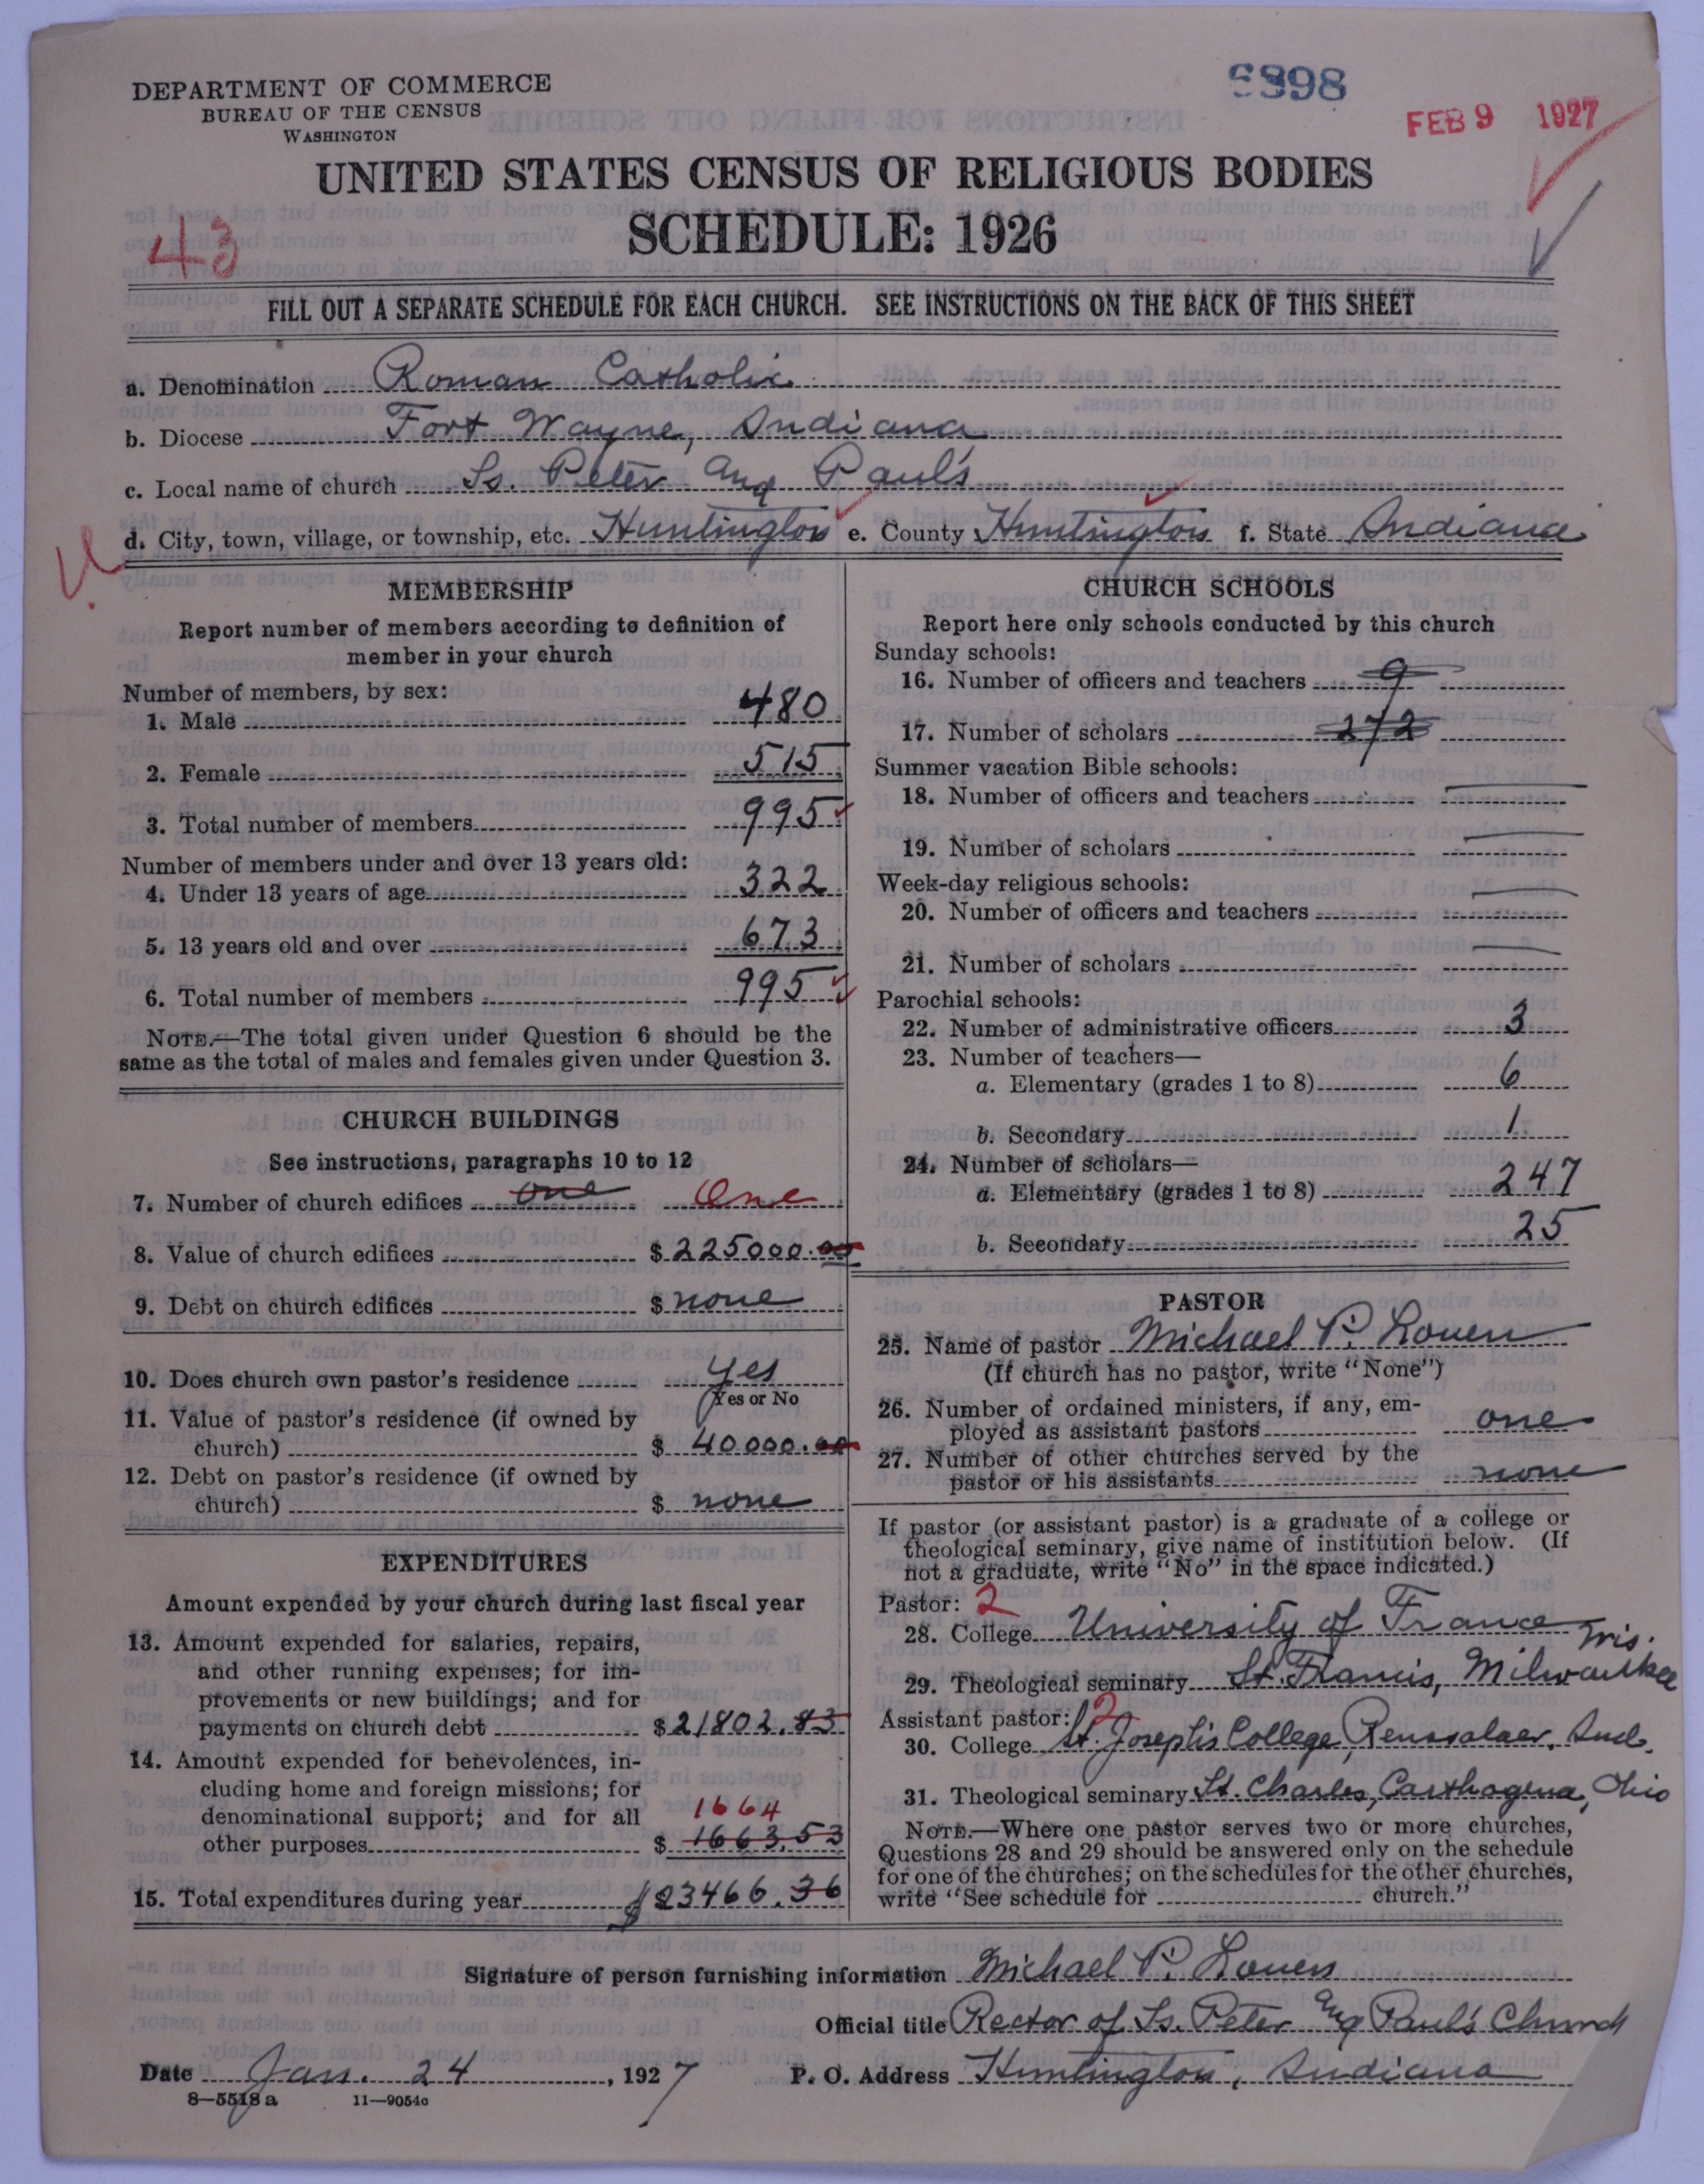 DEPARTMENT OF COMMERCE
BUREAU OF THE CENSUS
WASHINGTON
5398
FEB 9 1927
UNITED STATES CENSUS OF RELIGIOUS BODIES
SCHEDULE: 1926
43
FILL OUT A SEPARATE SCHEDULE FOR EACH CHURCH. SEE INSTRUCTIONS ON THE BACK OF THIS SHEET
a. Denomination Roman Catholic
b. Diocese Fort Wayne, Indiana
c. Local name of church Ss. Peter and Paul's
d. City, town, village, or township, etc. Huntington e. County Huntington f. State Indiana
MEMBERSHIP
Report number of members according to definition of
member in your church
Number of members, by sex:
1. Male 480
2. Female 515
3. Total number of members 995
Number of members under and over 13 years old:
4. Under 13 years of age 322
5. 13 years old and over 673
6. Total number of members 995
NOTE.—The total given under Question 6 should be the
same as the total of males and females given under Question 3.
CHURCH BUILDINGS
See instructions, paragraphs 10 to 12
7. Number of church edifices one One
8. Value of church edifices $ 225000.00
9. Debt on church edifices $ none
10. Does church own pastor's residence yes
(Yes or No
11. Value of pastor's residence (if owned by
church) $ 40000.00
12. Debt on pastor's residence (if owned by
church) $ none
EXPENDITURES
Amount expended by your church during last fiscal year
13. Amount expended for salaries, repairs,
and other running expenses; for im-
provements or new buildings; and for
payments on church debt $ 21802.83
14. Amount expended for benevolences, in-
cluding home and foreign missions; for
denominational support; and for all 1664
other purposes $ 1663.53
15. Total expenditures during year $ 23466.36
CHURCH SCHOOLS
Report here only schools conducted by this church
Sunday schools:
16. Number of officers and teachers 9
17. Number of scholars 272
Summer vacation Bible schools:
18. Number of officers and teachers
19. Number of scholars
Week-day religious schools:
20. Number of officers and teachers
21. Number of scholars
Parochial schools:
22. Number of administrative officers 3
23. Number of teachers—
a. Elementary (grades 1 to 8) 6
b. Secondary 1
24. Number of scholars—
a. Elementary (grades 1 to 8) 247
b. Secondary 25
PASTOR
25. Name of pastor Michael P. Louen
(If church has no pastor, write "None")
26. Number of ordained ministers, if any, em-
ployed as assistant pastors one
27. Number of other churches served by the
pastor or his assistants none
If pastor (or assistant pastor) is a graduate of a college or
theological seminary, give name of institution below. (If
not a graduate, write "No" in the space indicated.)
Pastor: 2
28. College University of France
Wis.
29. Theological seminary St. Francis, Milwaukee
Assistant pastor: 2
30. College St. Joseph's College, Renssalaer, Ind.
31. Theological seminary St. Charles, Carthagena, Ohio
NOTE.—Where one pastor serves two or more churches,
Questions 28 and 29 should be answered only on the schedule
for one of the churches; on the schedules for the other churches,
write "See schedule for church."
Signature of person furnishing information Michael P. Louen
Official title Rector of Ss. Peter and Paul's Church
Date Jan. 24, 1927 P. O. Address Huntington, Indiana
8—5518 a 11—9054c